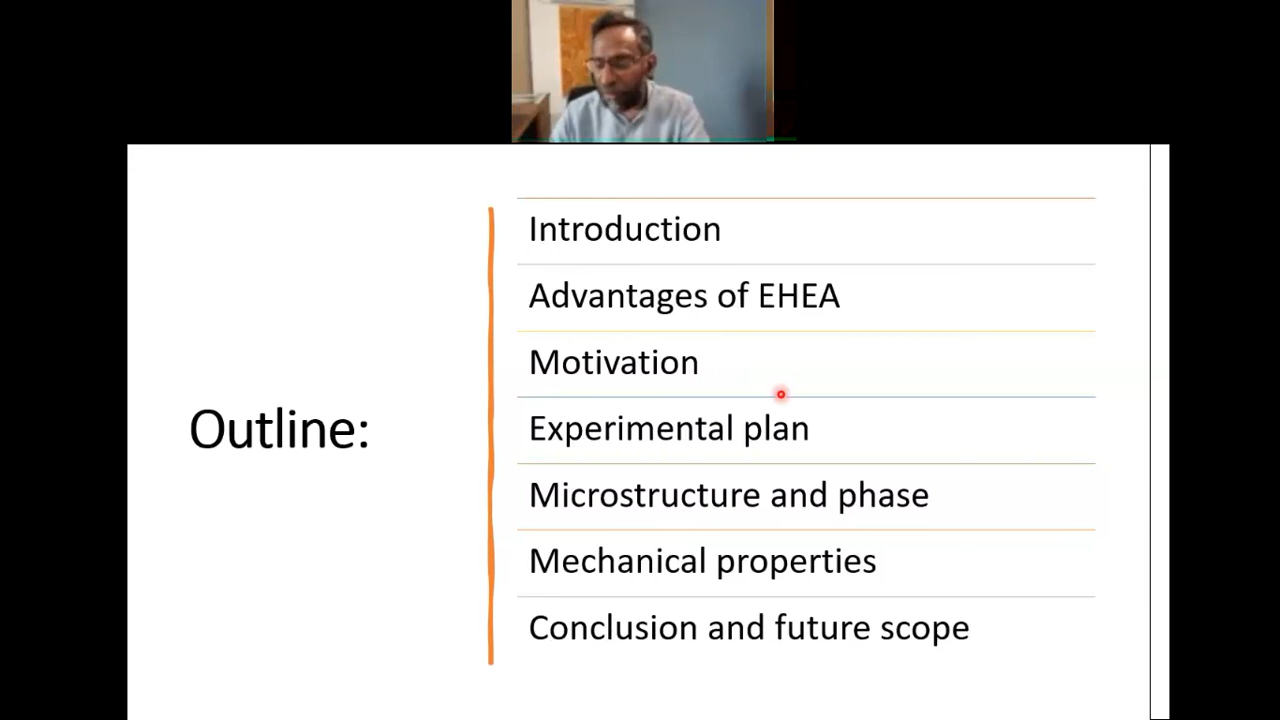 Outline:
Introduction
Advantages of EHEA
Motivation
Experimental plan
Microstructure and phase
Mechanical properties
Conclusion and future scope